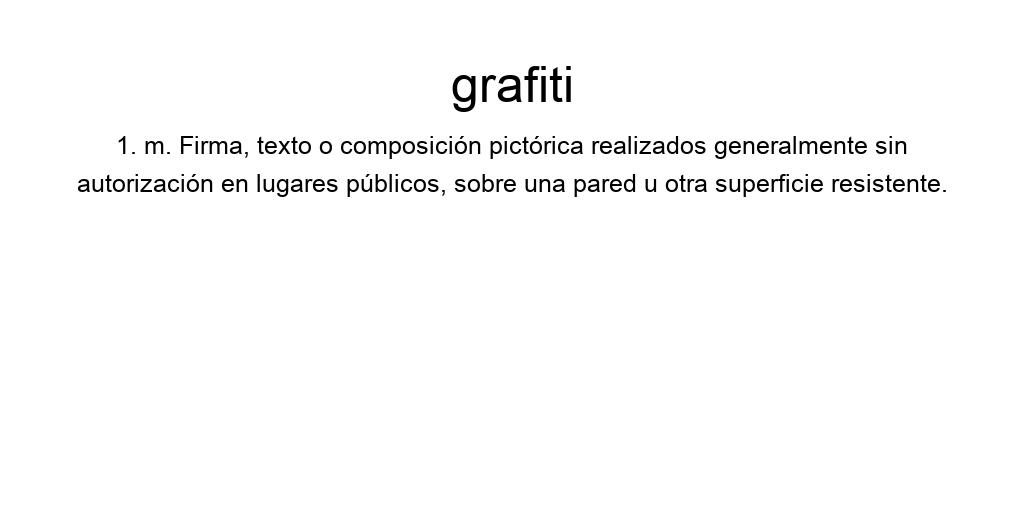 grafiti
1. m. Firma, texto o composición pictórica realizados generalmente sin
autorización en lugares públicos, sobre una pared u otra superficie resistente.